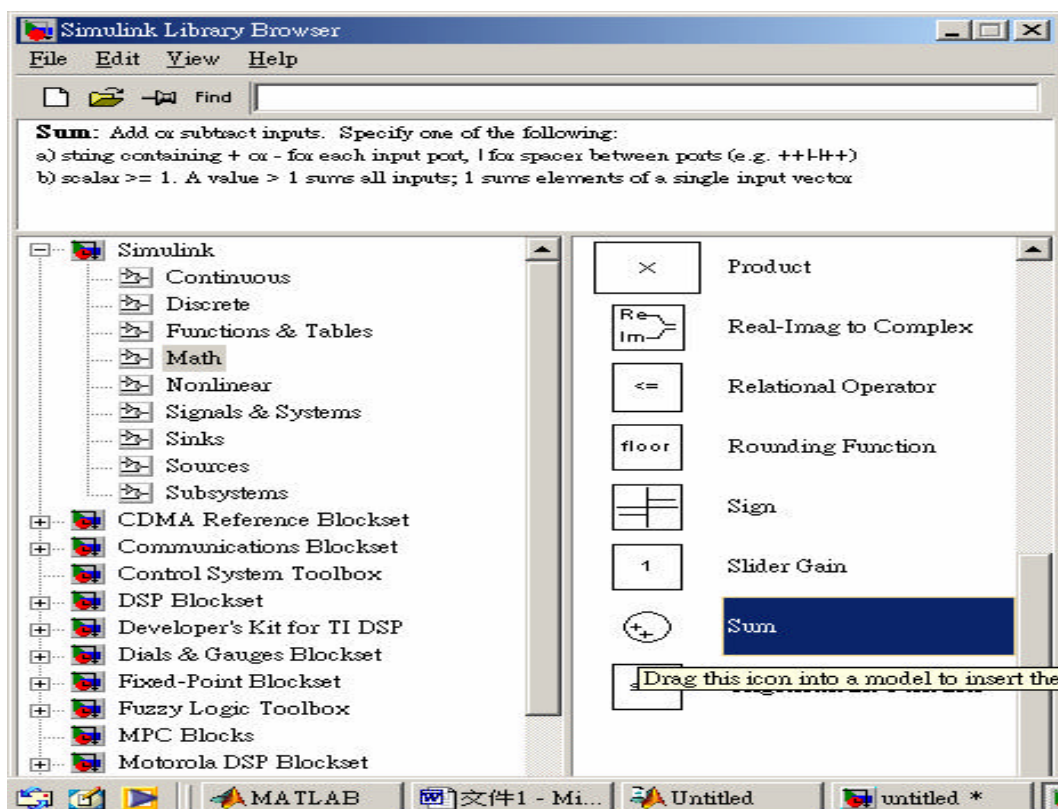 Simulink Library Browser
File Edit View Help
Find
Sum: Add or subtract inputs. Specify one of the following:
a) string containing + or - for each input port, | for spacer between ports (e.g. ++|-|++)
b) scalar >= 1. A value > 1 sums all inputs; 1 sums elements of a single input vector
Simulink
Continuous
Discrete
Functions & Tables
Math
Nonlinear
Signals & Systems
Sinks
Sources
Subsystems
CDMA Reference Blockset
Communications Blockset
Control System Toolbox
DSP Blockset
Developer's Kit for TI DSP
Dials & Gauges Blockset
Fixed-Point Blockset
Fuzzy Logic Toolbox
MPC Blocks
Motorola DSP Blockset
× Product
Re Im Real-Imag to Complex
<= Relational Operator
floor Rounding Function
Sign
1 Slider Gain
++ Sum
Drag this icon into a model to insert the
MATLAB 文件1 - Mi... Untitled untitled *